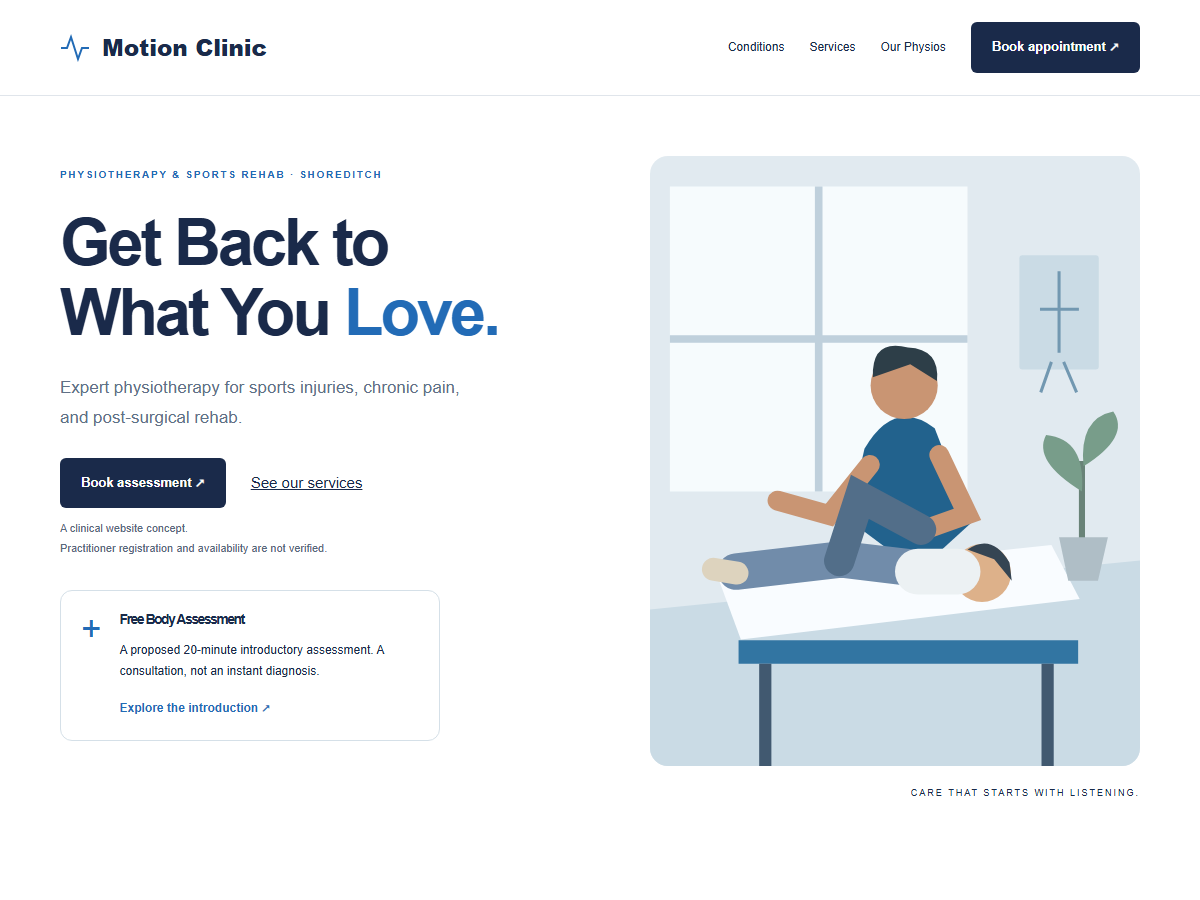 Motion Clinic
Conditions
Services
Our Physios
Book appointment ↗
PHYSIOTHERAPY & SPORTS REHAB · SHOREDITCH
Get Back to
What You Love.
Expert physiotherapy for sports injuries, chronic pain,
and post-surgical rehab.
Book assessment ↗
See our services
A clinical website concept.
Practitioner registration and availability are not verified.
Free Body Assessment
A proposed 20-minute introductory assessment. A
consultation, not an instant diagnosis.
Explore the introduction ↗
CARE THAT STARTS WITH LISTENING.